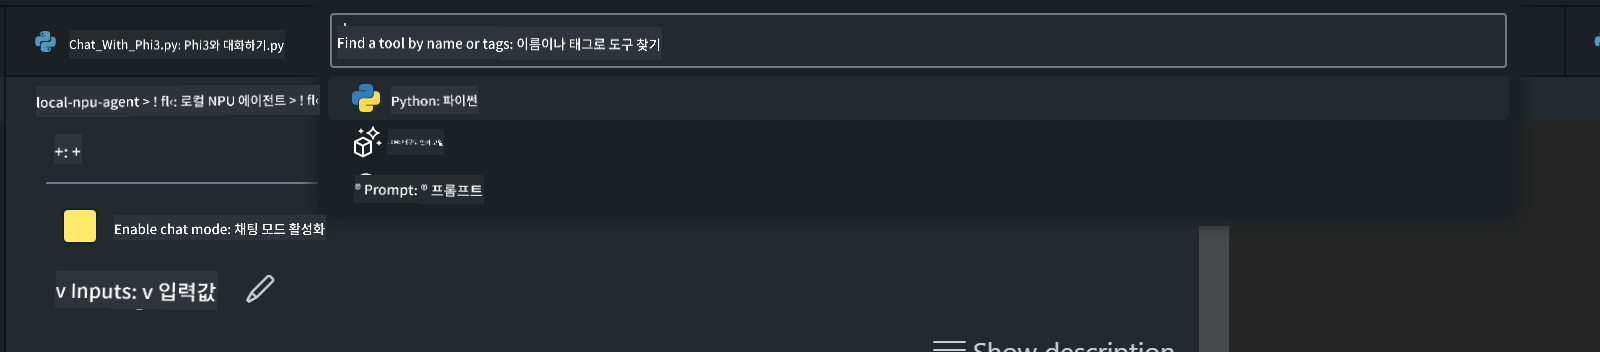 Chat_With_Phi3.py: Phi3와 대화하기.py
Find a tool by name or tags: 이름이나 태그로 도구 찾기
local-npu-agent > ! fl‹: 로컬 NPU 에이전트 > ! fl‹
Python: 파이썬
+: +
® Prompt: ® 프롬프트
Enable chat mode: 채팅 모드 활성화
v Inputs: v 입력값
Show description